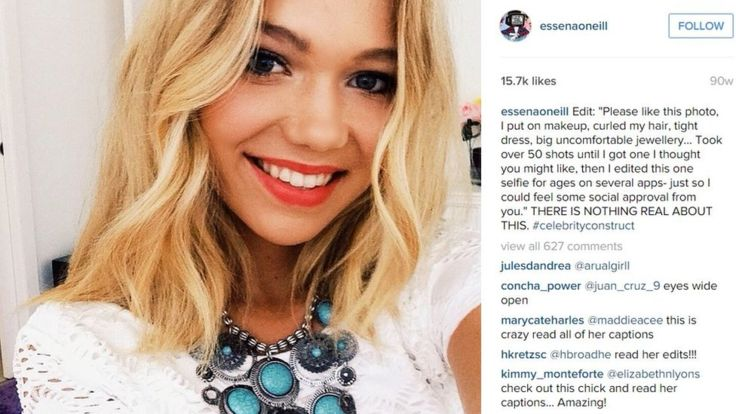 essenaoneill
FOLLOW
15.7k likes
90w
essenaoneill Edit: "Please like this photo,
I put on makeup, curled my hair, tight
dress, big uncomfortable jewellery... Took
over 50 shots until I got one I thought
you might like, then I edited this one
selfie for ages on several apps- just so I
could feel some social approval from
you." THERE IS NOTHING REAL ABOUT
THIS. #celebrityconstruct
view all 627 comments
julesdandrea @arualgirll
concha_power @juan_cruz_9 eyes wide
open
marycateharles @maddieacee this is
crazy read all of her captions
hkretzsc @hbroadhe read her edits!!!
kimmy_monteforte @elizabethnlyons
check out this chick and read her
captions... Amazing!